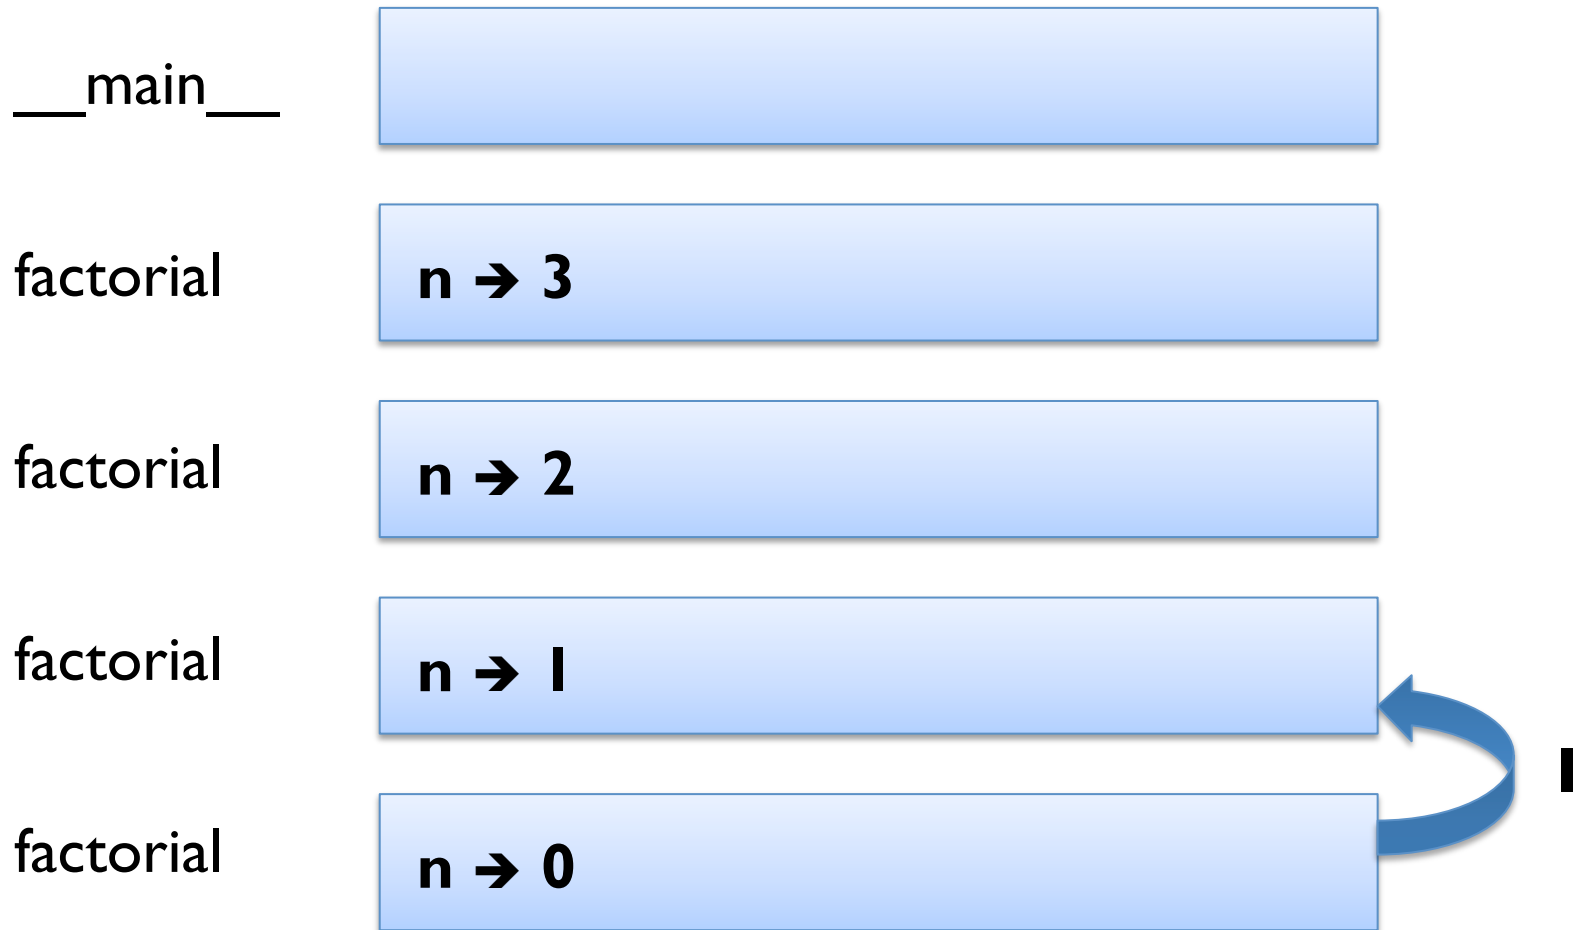 __main__
factorial n ➔ 3
factorial n ➔ 2
factorial n ➔ 1
1
factorial n ➔ 0